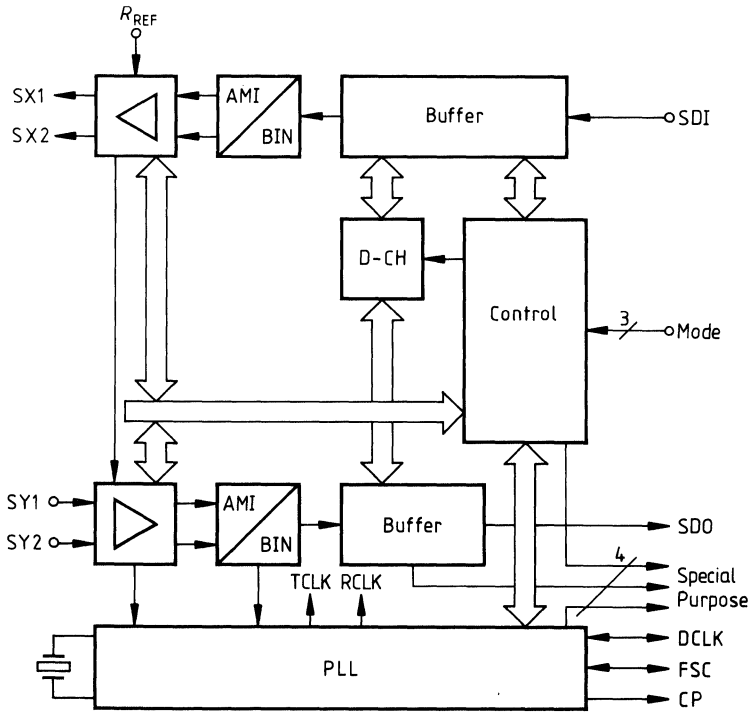 RREF
SX1
SX2
AMI
BIN
Buffer
SDI
D-CH
Control
3
Mode
SY1
SY2
AMI
BIN
Buffer
SDO
4
Special
Purpose
TCLK RCLK
PLL
DCLK
FSC
CP